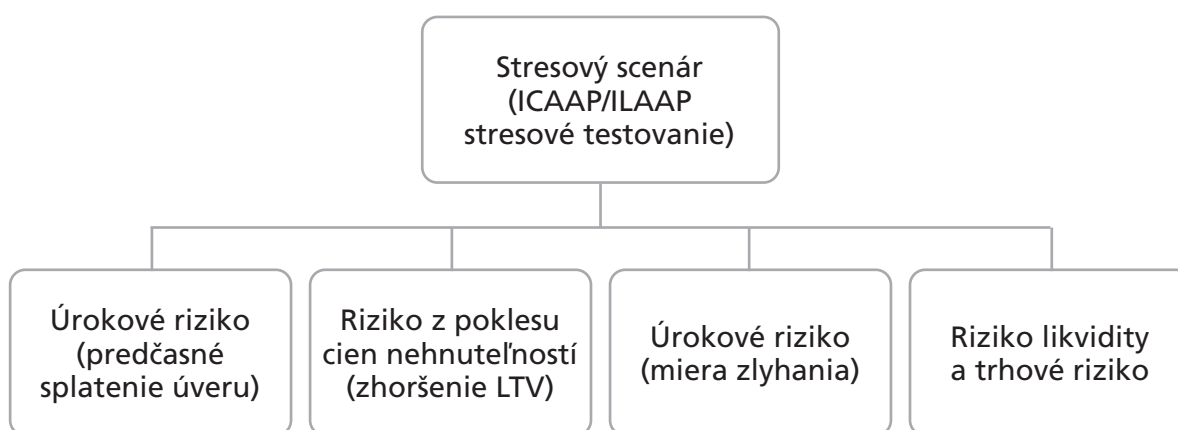 Stresový scenár
(ICAAP/ILAAP
stresové testovanie)
Úrokové riziko
(predčasné
splatenie úveru)
Riziko z poklesu
cien nehnuteľností
(zhoršenie LTV)
Úrokové riziko
(miera zlyhania)
Riziko likvidity
a trhové riziko